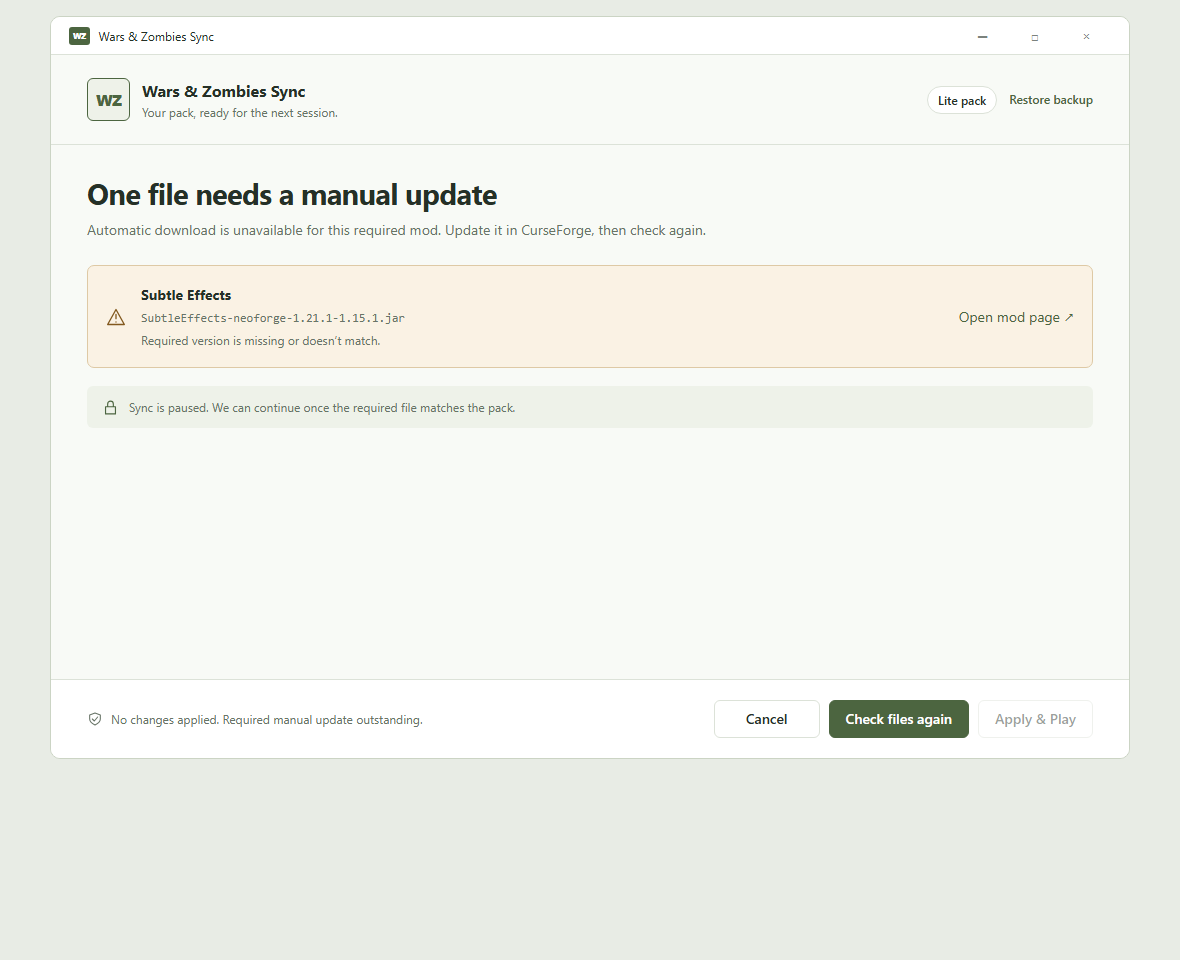 WZ Wars & Zombies Sync
WZ
Wars & Zombies Sync
Your pack, ready for the next session.
Lite pack
Restore backup
One file needs a manual update
Automatic download is unavailable for this required mod. Update it in CurseForge, then check again.
Subtle Effects
SubtleEffects-neoforge-1.21.1-1.15.1.jar
Required version is missing or doesn’t match.
Open mod page ↗
Sync is paused. We can continue once the required file matches the pack.
No changes applied. Required manual update outstanding.
Cancel
Check files again
Apply & Play